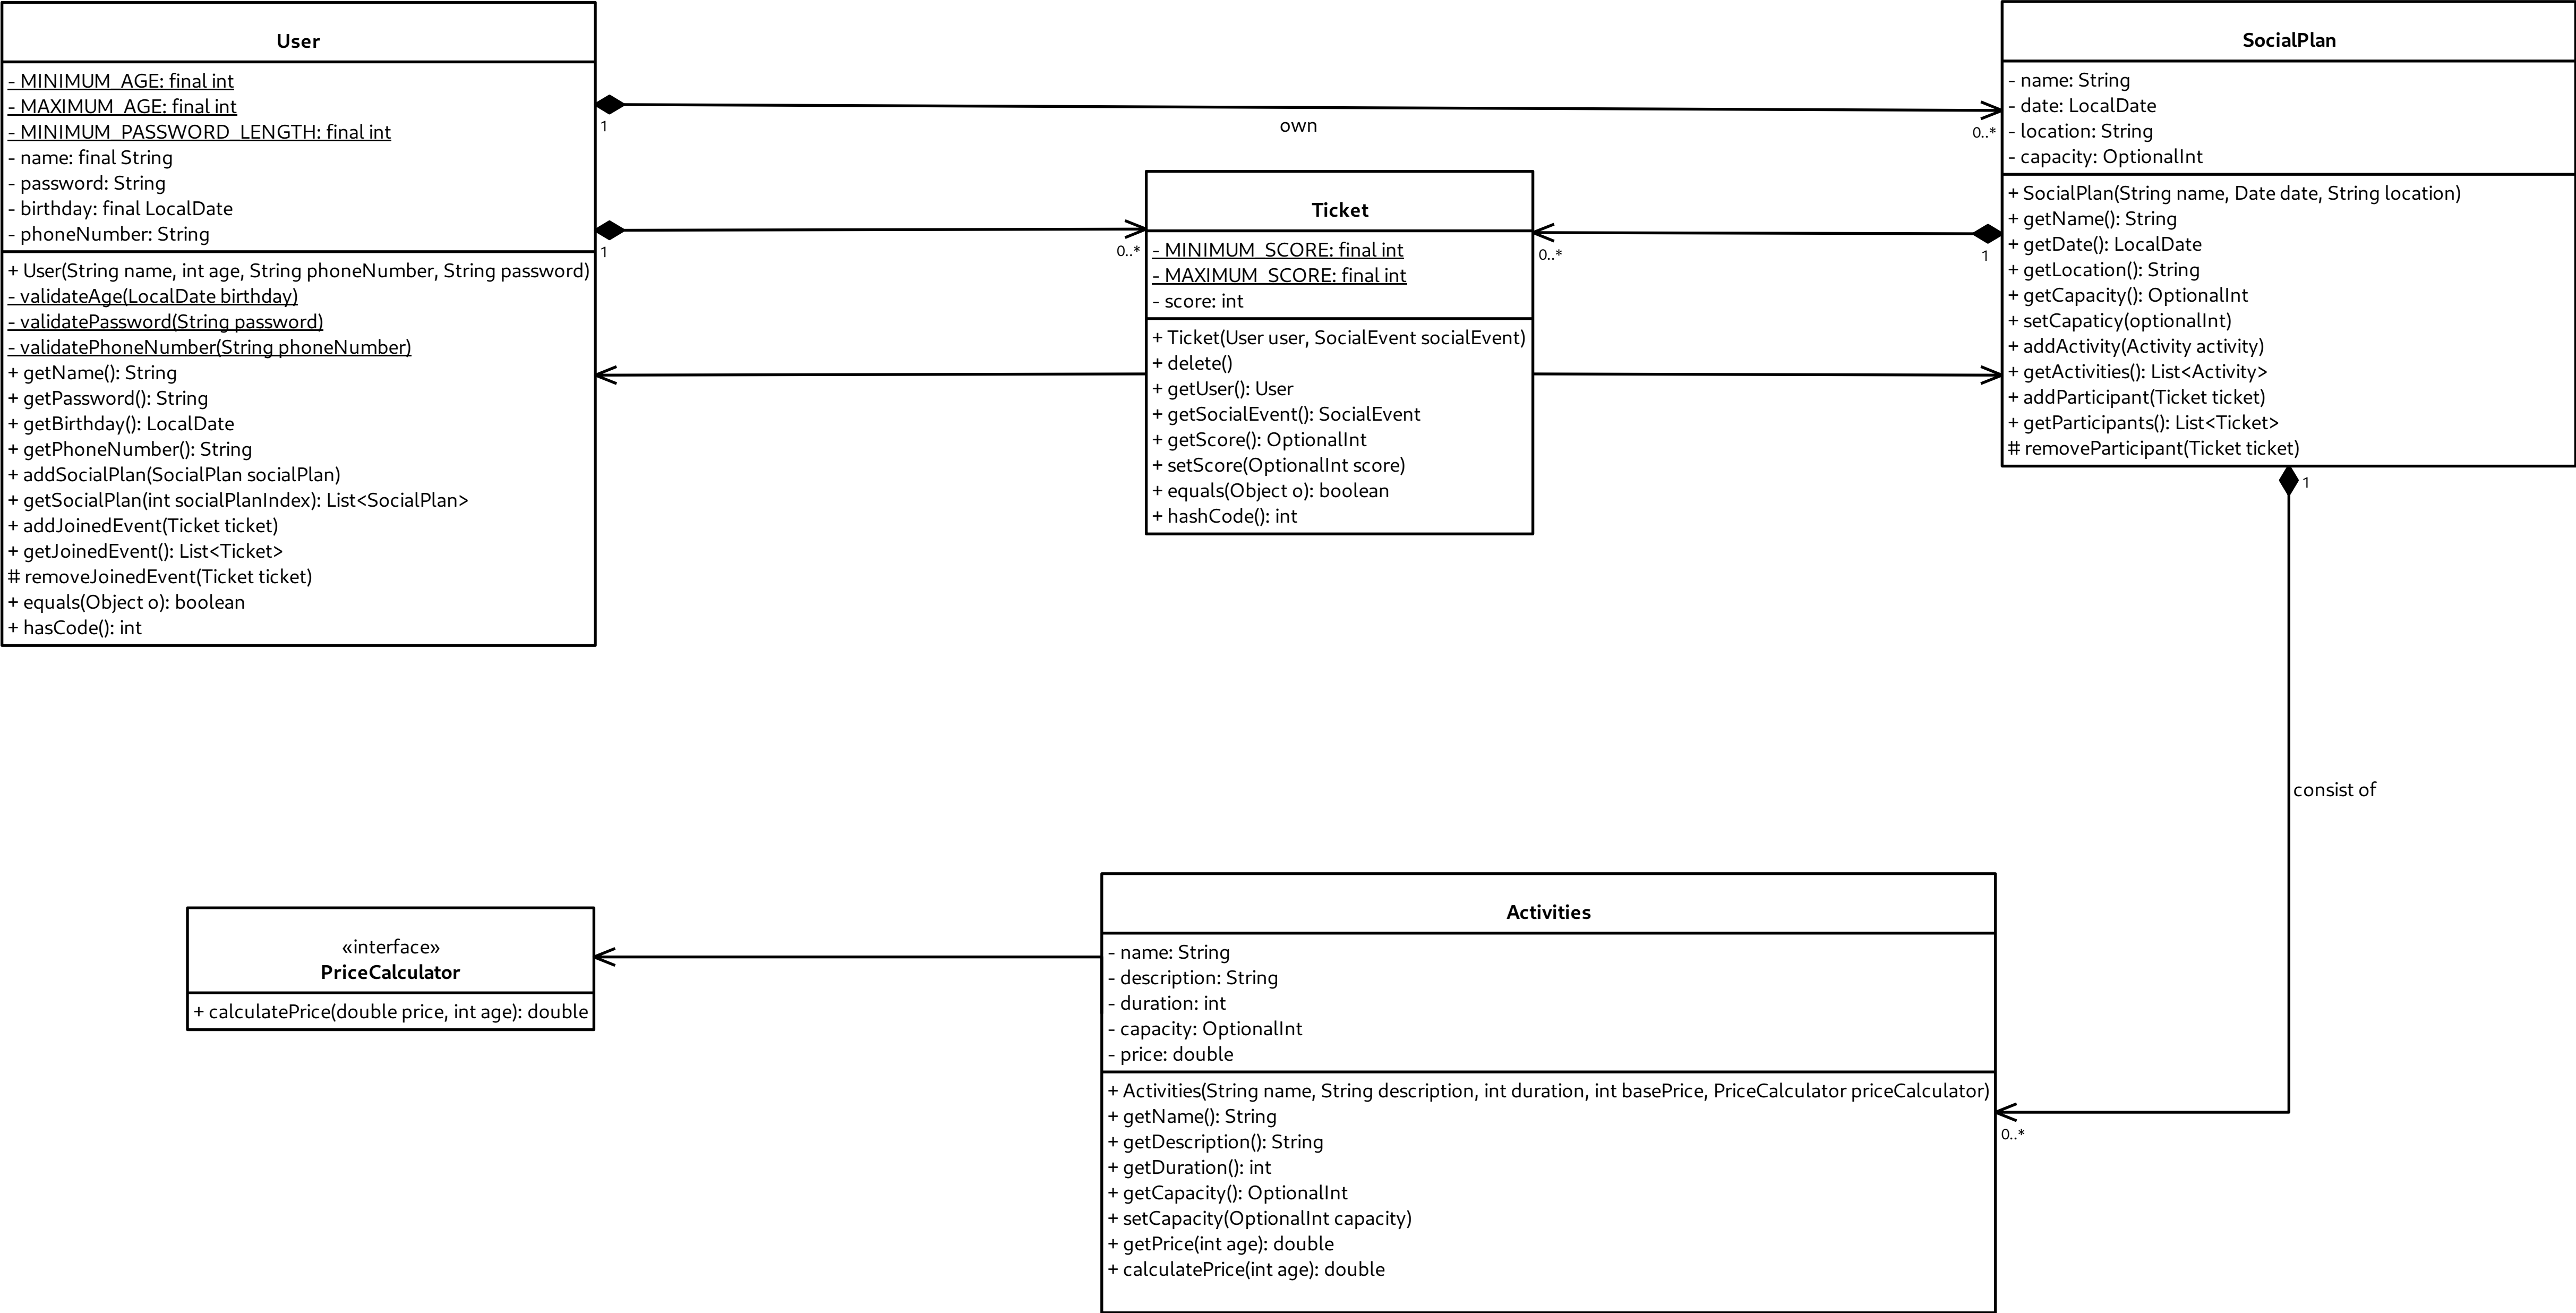 User
- MINIMUM_AGE: final int
- MAXIMUM_AGE: final int
- MINIMUM_PASSWORD_LENGTH: final int
- name: final String
- password: String
- birthday: final LocalDate
- phoneNumber: String
+ User(String name, int age, String phoneNumber, String password)
- validateAge(LocalDate birthday)
- validatePassword(String password)
- validatePhoneNumber(String phoneNumber)
+ getName(): String
+ getPassword(): String
+ getBirthday(): LocalDate
+ getPhoneNumber(): String
+ addSocialPlan(SocialPlan socialPlan)
+ getSocialPlan(int socialPlanIndex): List<SocialPlan>
+ addJoinedEvent(Ticket ticket)
+ getJoinedEvent(): List<Ticket>
# removeJoinedEvent(Ticket ticket)
+ equals(Object o): boolean
+ hasCode(): int
1
own
0..*
1
0..*
Ticket
- MINIMUM_SCORE: final int
- MAXIMUM_SCORE: final int
- score: int
+ Ticket(User user, SocialEvent socialEvent)
+ delete()
+ getUser(): User
+ getSocialEvent(): SocialEvent
+ getScore(): OptionalInt
+ setScore(OptionalInt score)
+ equals(Object o): boolean
+ hashCode(): int
0..*
1
SocialPlan
- name: String
- date: LocalDate
- location: String
- capacity: OptionalInt
+ SocialPlan(String name, Date date, String location)
+ getName(): String
+ getDate(): LocalDate
+ getLocation(): String
+ getCapacity(): OptionalInt
+ setCapaticy(optionalInt)
+ addActivity(Activity activity)
+ getActivities(): List<Activity>
+ addParticipant(Ticket ticket)
+ getParticipants(): List<Ticket>
# removeParticipant(Ticket ticket)
1
consist of
0..*
«interface»
PriceCalculator
+ calculatePrice(double price, int age): double
Activities
- name: String
- description: String
- duration: int
- capacity: OptionalInt
- price: double
+ Activities(String name, String description, int duration, int basePrice, PriceCalculator priceCalculator)
+ getName(): String
+ getDescription(): String
+ getDuration(): int
+ getCapacity(): OptionalInt
+ setCapacity(OptionalInt capacity)
+ getPrice(int age): double
+ calculatePrice(int age): double